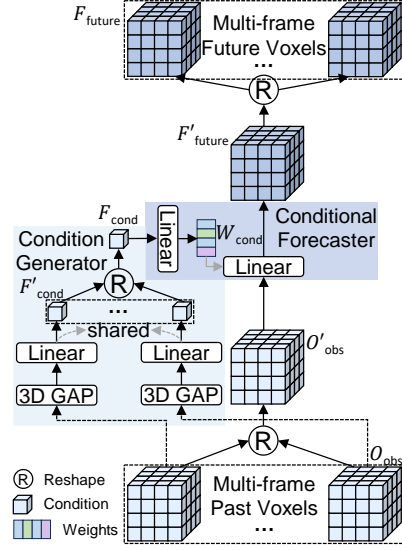 F_future
Multi-frame
Future Voxels
...
R
F'_future
F_cond
Linear
W_cond
Conditional
Forecaster
Linear
Condition
Generator
R
F'_cond
...
shared
Linear
Linear
3D GAP
3D GAP
O'_obs
R
O_obs
Multi-frame
Past Voxels
...
R Reshape
Condition
Weights